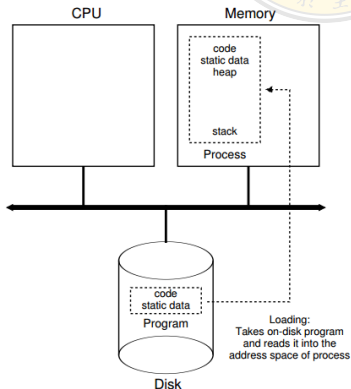 CPU
Memory
code
static data
heap
stack
Process
code
static data
Program
Loading:
Takes on-disk program
and reads it into the
address space of process
Disk